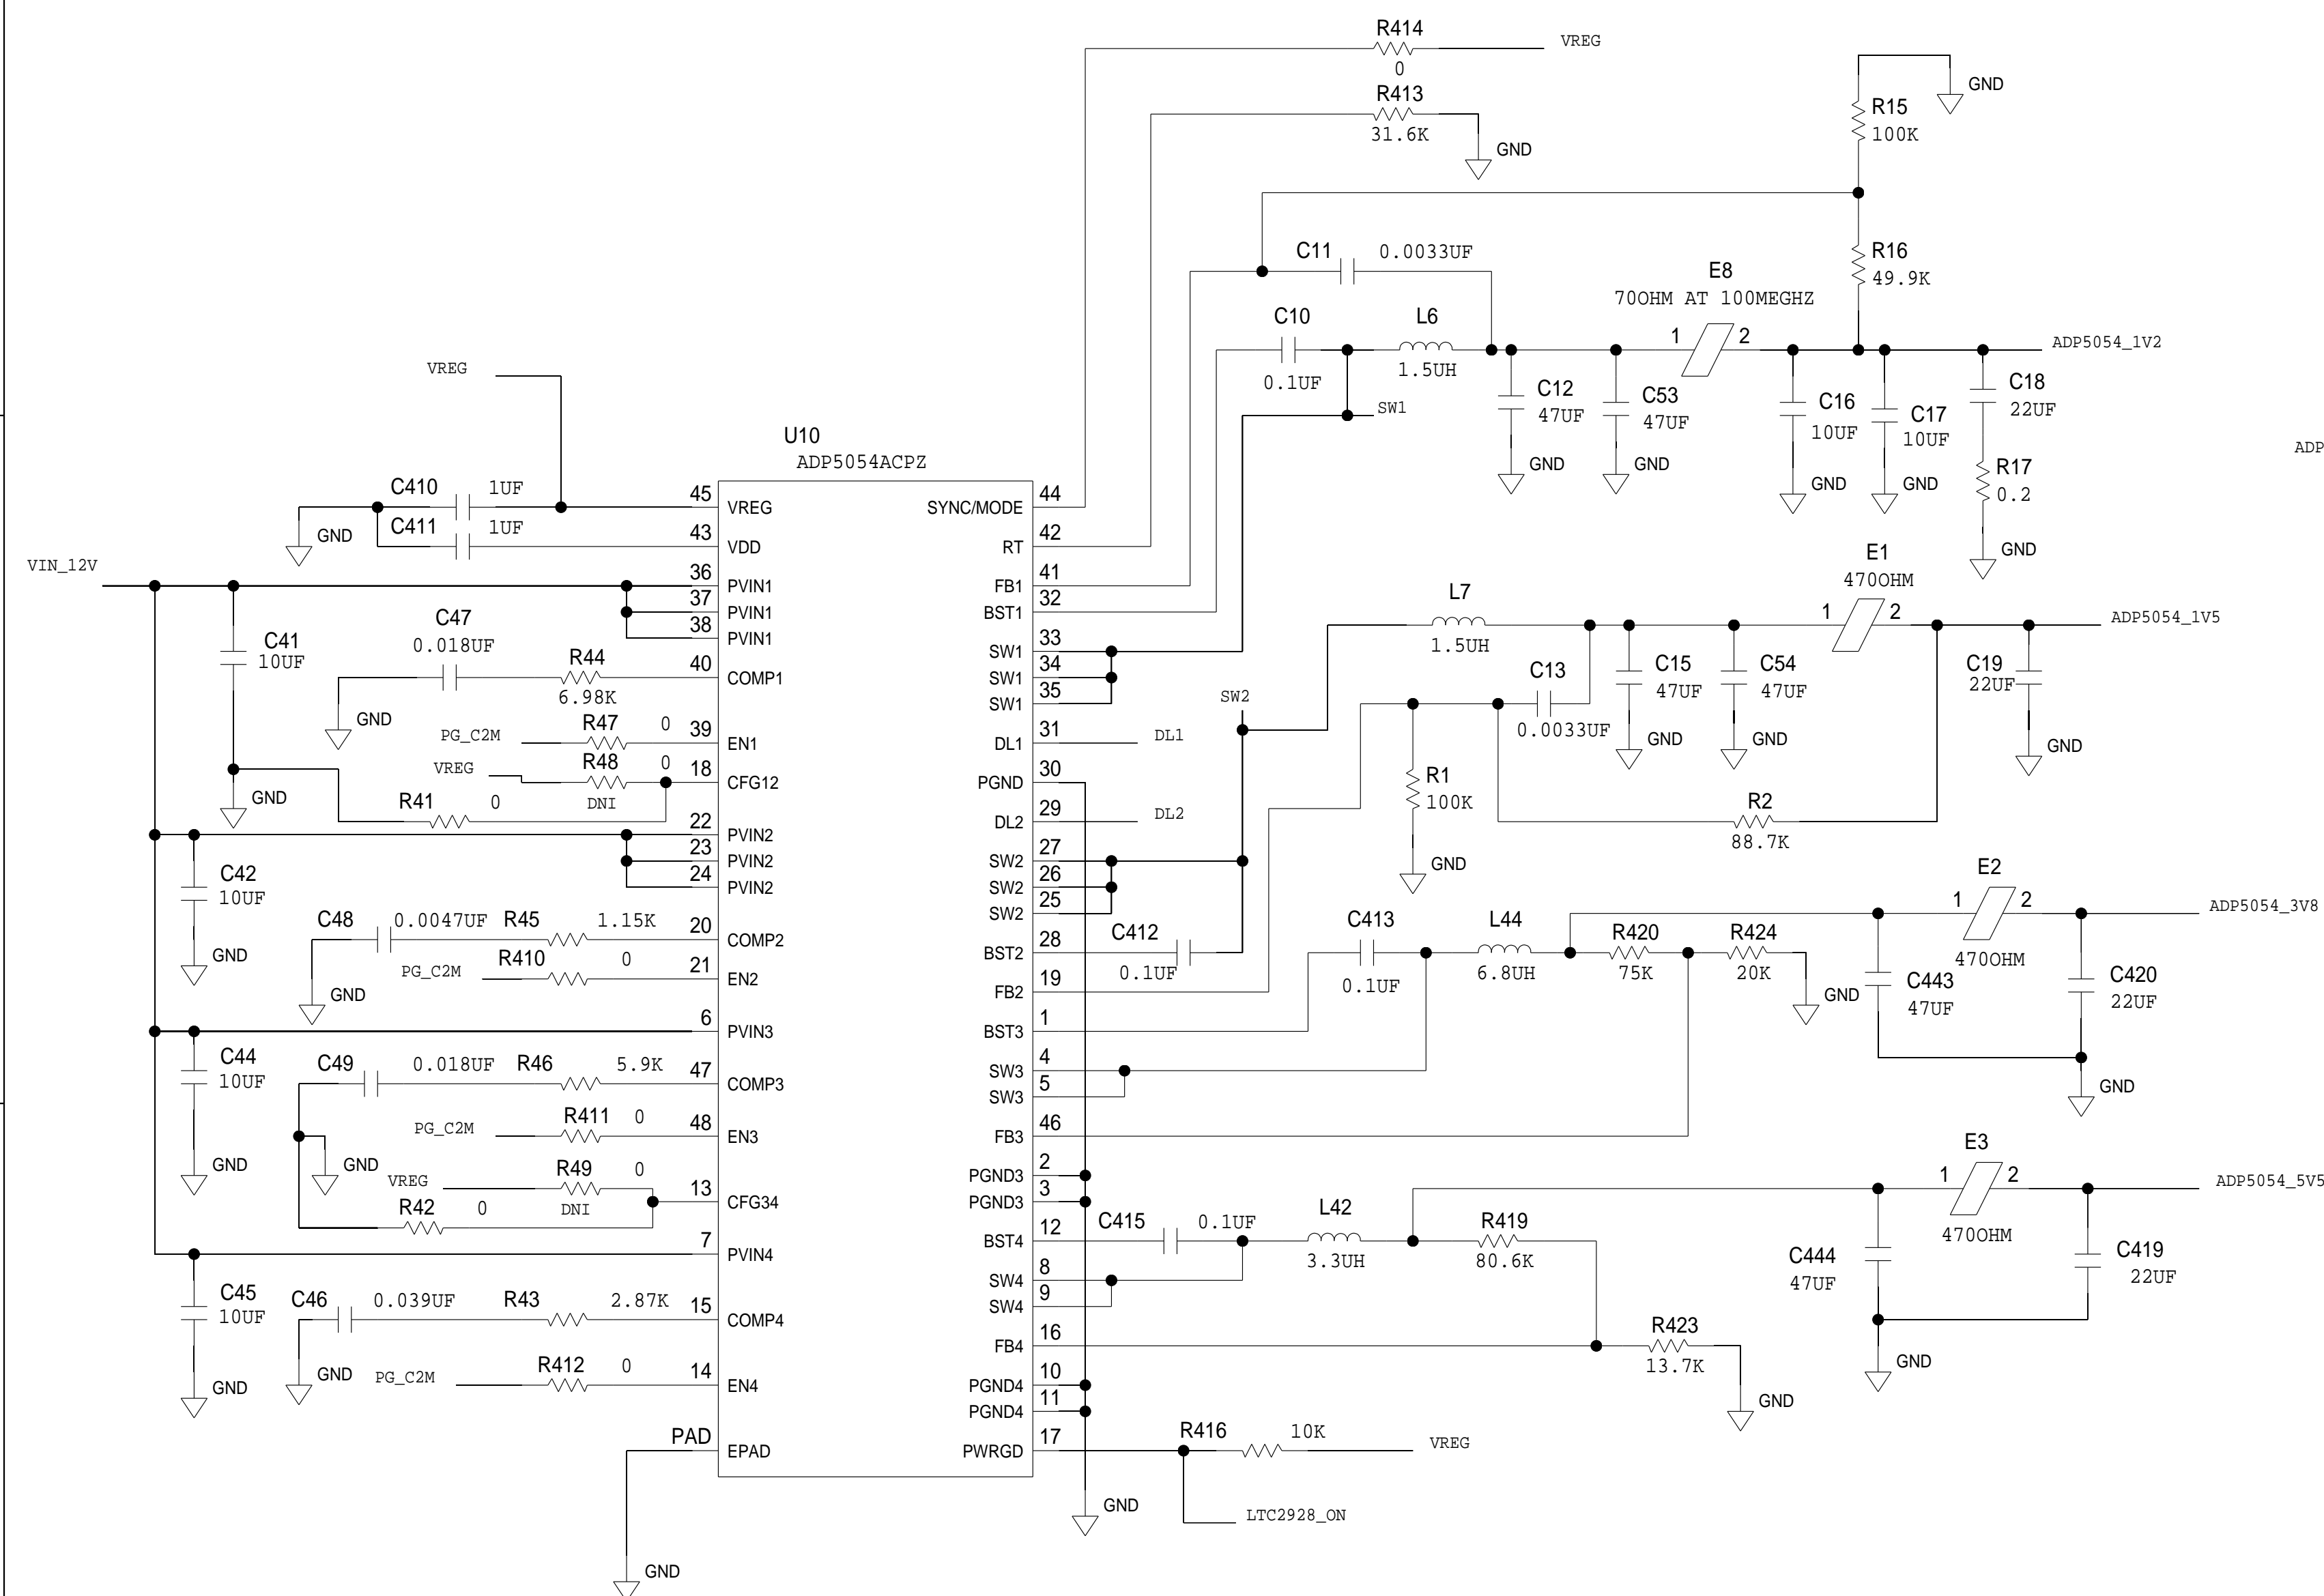 R414
VREG
0
R413
31.6K
GND
GND
R15
100K
C11 0.0033UF
R16
49.9K
E8
70OHM AT 100MEGHZ
C10
0.1UF
L6
1.5UH
1 2
ADP5054_1V2
SW1
C12
47UF
GND
C53
47UF
GND
C16
10UF
GND
C17
10UF
GND
C18
22UF
R17
0.2
GND
ADP
VREG
U10
ADP5054ACPZ
C410 1UF
C411 1UF
GND
VIN_12V
C41
10UF
C47
0.018UF
R44
6.98K
GND
PG_C2M R47 0
VREG R48 0
DNI
GND
R41 0
C42
10UF
GND
C48 0.0047UF R45 1.15K
PG_C2M R410 0
GND
C44
10UF
GND
C49 0.018UF R46 5.9K
PG_C2M R411 0
GND
VREG R49 0
DNI
R42 0
C45
10UF
GND
C46 0.039UF R43 2.87K
GND
PG_C2M R412 0
GND
45 VREG
43 VDD
36 PVIN1
37 PVIN1
38 PVIN1
40 COMP1
39 EN1
18 CFG12
22 PVIN2
23 PVIN2
24 PVIN2
20 COMP2
21 EN2
6 PVIN3
47 COMP3
48 EN3
13 CFG34
7 PVIN4
15 COMP4
14 EN4
PAD EPAD
SYNC/MODE 44
RT 42
FB1 41
BST1 32
SW1 33
SW1 34
SW1 35
DL1 31 DL1
PGND 30
DL2 29 DL2
SW2 27
SW2 26
SW2 25
BST2 28
FB2 19
BST3 1
SW3 4
SW3 5
FB3 46
PGND3 2
PGND3 3
BST4 12
SW4 8
SW4 9
FB4 16
PGND4 10
PGND4 11
PWRGD 17
SW2
L7
1.5UH
E1
470OHM
1 2
ADP5054_1V5
C13
0.0033UF
C15
47UF
GND
C54
47UF
GND
C19
22UF
GND
R1
100K
GND
R2
88.7K
C412
0.1UF
C413
0.1UF
L44
6.8UH
R420
75K
R424
20K
GND
E2
1 2
470OHM
ADP5054_3V8
C443
47UF
C420
22UF
GND
C415 0.1UF
L42
3.3UH
R419
80.6K
E3
1 2
470OHM
ADP5054_5V5
C444
47UF
C419
22UF
GND
R423
13.7K
GND
R416 10K
VREG
GND
LTC2928_ON